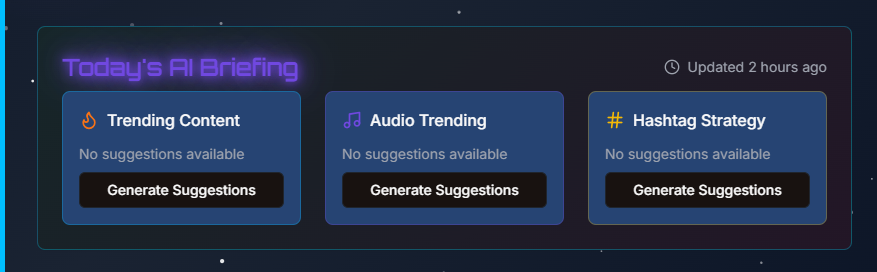 Today's AI Briefing
Updated 2 hours ago
Trending Content
No suggestions available
Generate Suggestions
Audio Trending
No suggestions available
Generate Suggestions
Hashtag Strategy
No suggestions available
Generate Suggestions